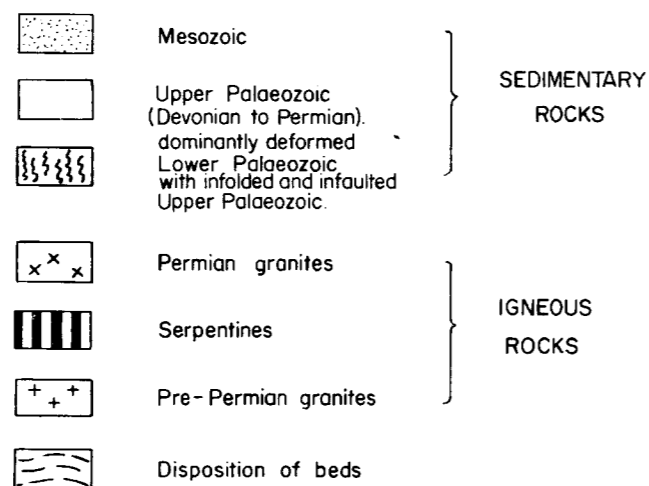 Mesozoic
Upper Palaeozoic
(Devonian to Permian).
dominantly deformed
Lower Palaeozoic
with infolded and infaulted
Upper Palaeozoic.
SEDIMENTARY
ROCKS
Permian granites
Serpentines
Pre-Permian granites
IGNEOUS
ROCKS
Disposition of beds